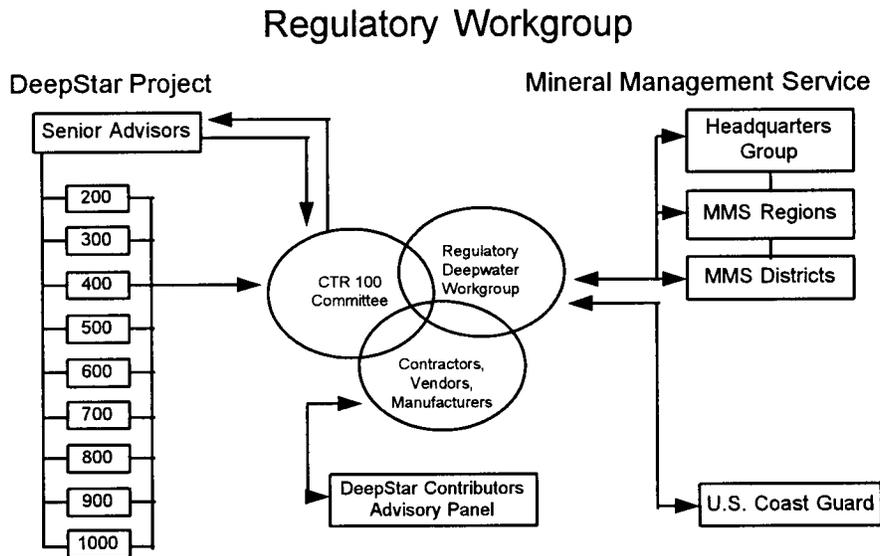 Regulatory Workgroup
DeepStar Project
Mineral Management Service
Senior Advisors
200
300
400
500
600
700
800
900
1000
CTR 100
Committee
Regulatory
Deepwater
Workgroup
Contractors,
Vendors,
Manufacturers
DeepStar Contributors
Advisory Panel
Headquarters
Group
MMS Regions
MMS Districts
U.S. Coast Guard